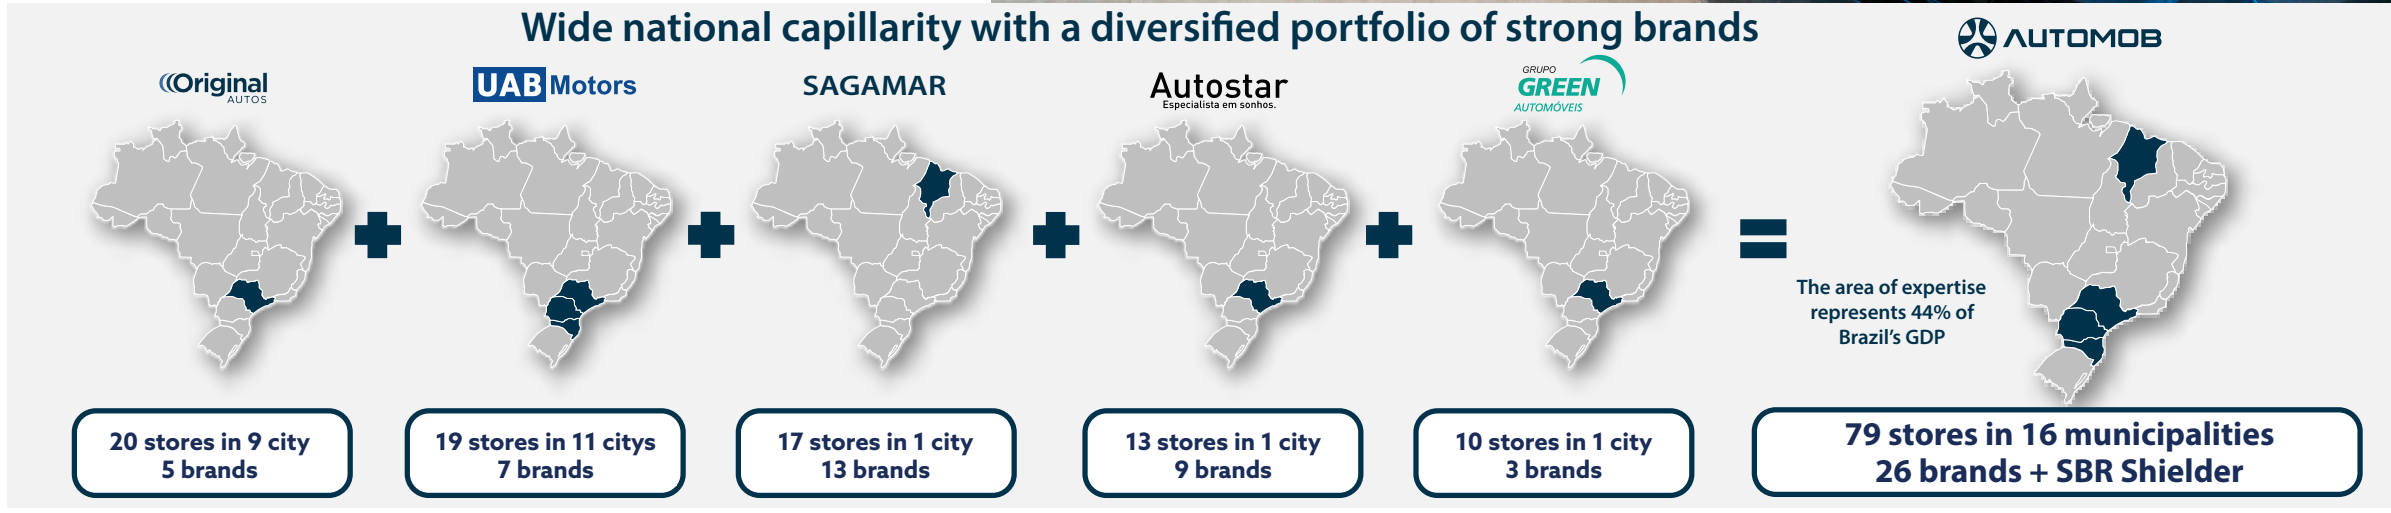 Wide national capillarity with a diversified portfolio of strong brands
AUTOMOB
Original
AUTOS
UAB Motors
SAGAMAR
Autostar
Especialista em sonhos.
GRUPO
GREEN
AUTOMÓVEIS
The area of expertise
represents 44% of
Brazil's GDP
20 stores in 9 city
5 brands
19 stores in 11 citys
7 brands
17 stores in 1 city
13 brands
13 stores in 1 city
9 brands
10 stores in 1 city
3 brands
79 stores in 16 municipalities
26 brands + SBR Shielder